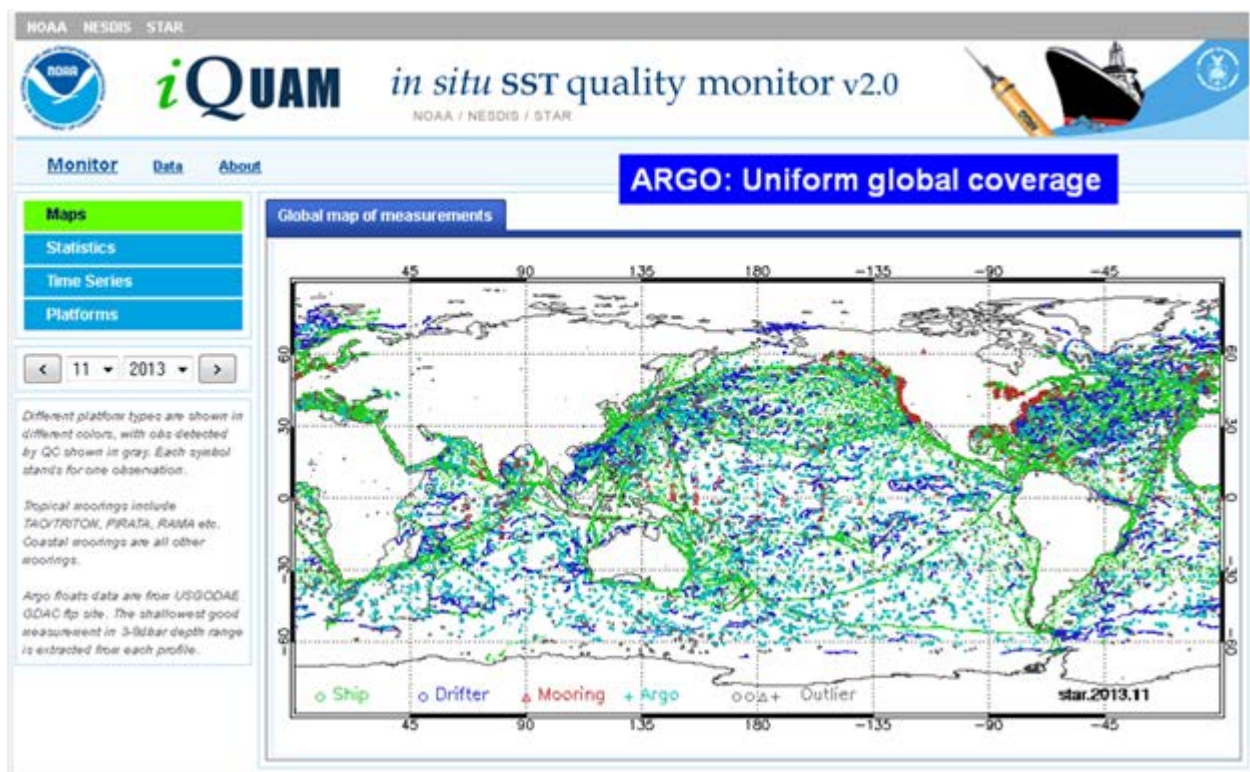 NOAA NESDIS STAR
NOAA
iQUAM
in situ SST quality monitor v2.0
NOAA / NESDIS / STAR
Monitor Data About
ARGO: Uniform global coverage
Maps
Statistics
Time Series
Platforms
< 11 2013 >
Different platform types are shown in
different colors, with obs detected
by QC shown in gray. Each symbol
stands for one observation.
Tropical moorings include
TAO/TRITON, PIRATA, RAMA etc.
Coastal moorings are all other
moorings.
Argo floats data are from USGODAE
GDAC ftp site. The shallowest good
measurement in 3-9dbar depth range
is extracted from each profile.
Global map of measurements
45 90 135 180 -135 -90 -45
60 60
30 30
0 0
-30 -30
-60 -60
Ship Drifter Mooring + Argo Outlier star.2013.11
45 90 135 180 -135 -90 -45